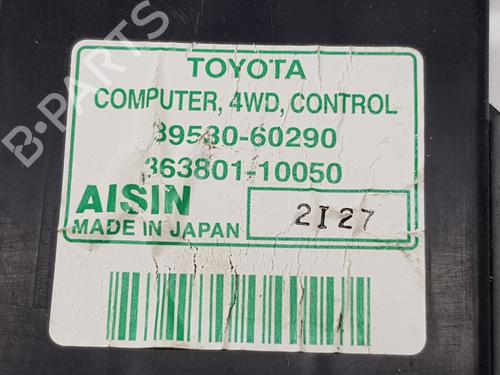 TOYOTA
COMPUTER, 4WD, CONTROL
89530-60290
363801-10050
AISIN
2I27
MADE IN JAPAN
B-PARTS